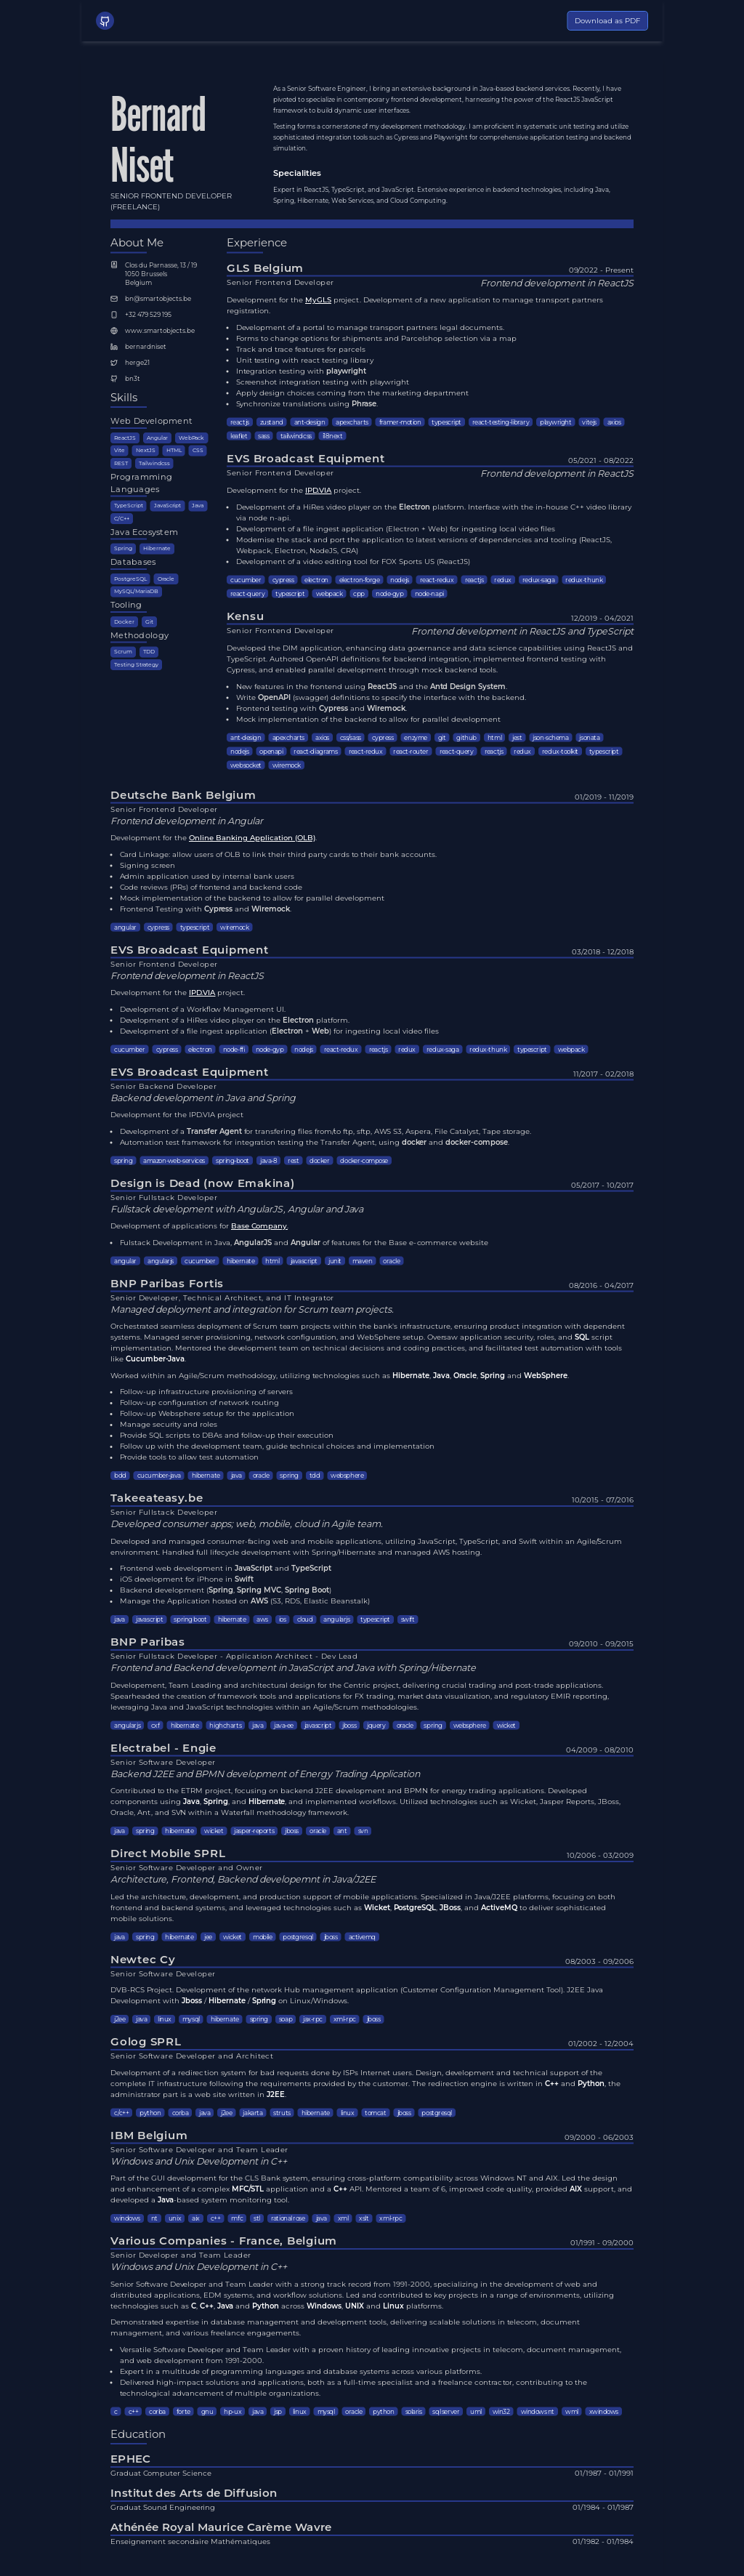 Download as PDF
Bernard
Niset
SENIOR FRONTEND DEVELOPER
(FREELANCE)
As a Senior Software Engineer, I bring an extensive background in Java-based backend services. Recently, I have
pivoted to specialize in contemporary frontend development, harnessing the power of the ReactJS JavaScript
framework to build dynamic user interfaces.
Testing forms a cornerstone of my development methodology. I am proficient in systematic unit testing and utilize
sophisticated integration tools such as Cypress and Playwright for comprehensive application testing and backend
simulation.
Specialities
Expert in ReactJS, TypeScript, and JavaScript. Extensive experience in backend technologies, including Java,
Spring, Hibernate, Web Services, and Cloud Computing.
About Me
Clos du Parnasse, 13 / 19
1050 Brussels
Belgium
bn@smartobjects.be
+32 479 529 195
www.smartobjects.be
bernardniset
herge21
bn3t
Skills
Web Development
ReactJS Angular WebPack
Vite NextJS HTML CSS
REST Tailwindcss
Programming
Languages
TypeScript JavaScript Java
C/C++
Java Ecosystem
Spring Hibernate
Databases
PostgreSQL Oracle
MySQL/MariaDB
Tooling
Docker Git
Methodology
Scrum TDD
Testing Strategy
Experience
GLS Belgium 09/2022 - Present
Senior Frontend Developer Frontend development in ReactJS
Development for the MyGLS project. Development of a new application to manage transport partners
registration.
• Development of a portal to manage transport partners legal documents.
• Forms to change options for shipments and Parcelshop selection via a map
• Track and trace features for parcels
• Unit testing with react testing library
• Integration testing with playwright
• Screenshot integration testing with playwright
• Apply design choices coming from the marketing department
• Synchronize translations using Phrase.
reactjs zustand ant-design apexcharts framer-motion typescript react-testing-library playwright vitejs axios
leaflet sass tailwindcss i18next
EVS Broadcast Equipment 05/2021 - 08/2022
Senior Frontend Developer Frontend development in ReactJS
Development for the IPD.VIA project.
• Development of a HiRes video player on the Electron platform. Interface with the in-house C++ video library
via node n-api.
• Development of a file ingest application (Electron + Web) for ingesting local video files
• Modernise the stack and port the application to latest versions of dependencies and tooling (ReactJS,
Webpack, Electron, NodeJS, CRA)
• Development of a video editing tool for FOX Sports US (ReactJS)
cucumber cypress electron electron-forge nodejs react-redux reactjs redux redux-saga redux-thunk
react-query typescript webpack cpp node-gyp node-napi
Kensu 12/2019 - 04/2021
Senior Frontend Developer Frontend development in ReactJS and TypeScript
Developed the DIM application, enhancing data governance and data science capabilities using ReactJS and
TypeScript. Authored OpenAPI definitions for backend integration, implemented frontend testing with
Cypress, and enabled parallel development through mock backend tools.
• New features in the frontend using ReactJS and the Antd Design System.
• Write OpenAPI (swagger) definitions to specify the interface with the backend.
• Frontend testing with Cypress and Wiremock.
• Mock implementation of the backend to allow for parallel development
ant-design apexcharts axios css/sass cypress enzyme git github html jest json-schema jsonata
nodejs openapi react-diagrams react-redux react-router react-query reactjs redux redux-toolkit typescript
websocket wiremock
Deutsche Bank Belgium 01/2019 - 11/2019
Senior Frontend Developer
Frontend development in Angular
Development for the Online Banking Application (OLB).
• Card Linkage: allow users of OLB to link their third party cards to their bank accounts.
• Signing screen
• Admin application used by internal bank users
• Code reviews (PRs) of frontend and backend code
• Mock implementation of the backend to allow for parallel development
• Frontend Testing with Cypress and Wiremock.
angular cypress typescript wiremock
EVS Broadcast Equipment 03/2018 - 12/2018
Senior Frontend Developer
Frontend development in ReactJS
Development for the IPD.VIA project.
• Development of a Workflow Management UI.
• Development of a HiRes video player on the Electron platform.
• Development of a file ingest application (Electron + Web) for ingesting local video files
cucumber cypress electron node-ffi node-gyp nodejs react-redux reactjs redux redux-saga redux-thunk typescript webpack
EVS Broadcast Equipment 11/2017 - 02/2018
Senior Backend Developer
Backend development in Java and Spring
Development for the IPD.VIA project
• Development of a Transfer Agent for transfering files from/to ftp, sftp, AWS S3, Aspera, File Catalyst, Tape storage.
• Automation test framework for integration testing the Transfer Agent, using docker and docker-compose.
spring amazon-web-services spring-boot java-8 rest docker docker-compose
Design is Dead (now Emakina) 05/2017 - 10/2017
Senior Fullstack Developer
Fullstack development with AngularJS, Angular and Java
Development of applications for Base Company.
• Fulstack Development in Java, AngularJS and Angular of features for the Base e-commerce website
angular angularjs cucumber hibernate html javascript junit maven oracle
BNP Paribas Fortis 08/2016 - 04/2017
Senior Developer, Technical Architect, and IT Integrator
Managed deployment and integration for Scrum team projects.
Orchestrated seamless deployment of Scrum team projects within the bank's infrastructure, ensuring product integration with dependent
systems. Managed server provisioning, network configuration, and WebSphere setup. Oversaw application security, roles, and SQL script
implementation. Mentored the development team on technical decisions and coding practices, and facilitated test automation with tools
like Cucumber-Java.
Worked within an Agile/Scrum methodology, utilizing technologies such as Hibernate, Java, Oracle, Spring and WebSphere.
• Follow-up infrastructure provisioning of servers
• Follow-up configuration of network routing
• Follow-up Websphere setup for the application
• Manage security and roles
• Provide SQL scripts to DBAs and follow-up their execution
• Follow up with the development team, guide technical choices and implementation
• Provide tools to allow test automation
bdd cucumber-java hibernate java oracle spring tdd websphere
Takeeateasy.be 10/2015 - 07/2016
Senior Fullstack Developer
Developed consumer apps; web, mobile, cloud in Agile team.
Developed and managed consumer-facing web and mobile applications, utilizing JavaScript, TypeScript, and Swift within an Agile/Scrum
environment. Handled full lifecycle development with Spring/Hibernate and managed AWS hosting.
• Frontend web development in JavaScript and TypeScript
• iOS development for iPhone in Swift
• Backend development (Spring, Spring MVC, Spring Boot)
• Manage the Application hosted on AWS (S3, RDS, Elastic Beanstalk)
java javascript spring boot hibernate aws ios cloud angularjs typescript swift
BNP Paribas 09/2010 - 09/2015
Senior Fullstack Developer - Application Architect - Dev Lead
Frontend and Backend development in JavaScript and Java with Spring/Hibernate
Developement, Team Leading and architectural design for the Centric project, delivering crucial trading and post-trade applications.
Spearheaded the creation of framework tools and applications for FX trading, market data visualization, and regulatory EMIR reporting,
leveraging Java and JavaScript technologies within an Agile/Scrum methodologies.
angularjs cxf hibernate highcharts java java-ee javascript jboss jquery oracle spring websphere wicket
Electrabel - Engie 04/2009 - 08/2010
Senior Software Developer
Backend J2EE and BPMN development of Energy Trading Application
Contributed to the ETRM project, focusing on backend J2EE development and BPMN for energy trading applications. Developed
components using Java, Spring, and Hibernate, and implemented workflows. Utilized technologies such as Wicket, Jasper Reports, JBoss,
Oracle, Ant, and SVN within a Waterfall methodology framework.
java spring hibernate wicket jasper-reports jboss oracle ant svn
Direct Mobile SPRL 10/2006 - 03/2009
Senior Software Developer and Owner
Architecture, Frontend, Backend developemnt in Java/J2EE
Led the architecture, development, and production support of mobile applications. Specialized in Java/J2EE platforms, focusing on both
frontend and backend systems, and leveraged technologies such as Wicket, PostgreSQL, JBoss, and ActiveMQ to deliver sophisticated
mobile solutions.
java spring hibernate jee wicket mobile postgresql jboss activemq
Newtec Cy 08/2003 - 09/2006
Senior Software Developer
DVB-RCS Project. Development of the network Hub management application (Customer Configuration Management Tool). J2EE Java
Development with Jboss / Hibernate / Spring on Linux/Windows.
j2ee java linux mysql hibernate spring soap jax-rpc xml-rpc jboss
Golog SPRL 01/2002 - 12/2004
Senior Software Developer and Architect
Development of a redirection system for bad requests done by ISPs Internet users. Design, development and technical support of the
complete IT infrastructure following the requirements provided by the customer. The redirection engine is written in C++ and Python, the
administrator part is a web site written in J2EE.
c/c++ python corba java j2ee jakarta struts hibernate linux tomcat jboss postgresql
IBM Belgium 09/2000 - 06/2003
Senior Software Developer and Team Leader
Windows and Unix Development in C++
Part of the GUI development for the CLS Bank system, ensuring cross-platform compatibility across Windows NT and AIX. Led the design
and enhancement of a complex MFC/STL application and a C++ API. Mentored a team of 6, improved code quality, provided AIX support, and
developed a Java-based system monitoring tool.
windows nt unix aix c++ mfc stl rational rose java xml xslt xml-rpc
Various Companies - France, Belgium 01/1991 - 09/2000
Senior Developer and Team Leader
Windows and Unix Development in C++
Senior Software Developer and Team Leader with a strong track record from 1991-2000, specializing in the development of web and
distributed applications, EDM systems, and workflow solutions. Led and contributed to key projects in a range of environments, utilizing
technologies such as C, C++, Java and Python across Windows, UNIX and Linux platforms.
Demonstrated expertise in database management and development tools, delivering scalable solutions in telecom, document
management, and various freelance engagements.
• Versatile Software Developer and Team Leader with a proven history of leading innovative projects in telecom, document management,
and web development from 1991-2000.
• Expert in a multitude of programming languages and database systems across various platforms.
• Delivered high-impact solutions and applications, both as a full-time specialist and a freelance contractor, contributing to the
technological advancement of multiple organizations.
c c++ corba forte gnu hp-ux java jsp linux mysql oracle python solaris sql server uml win32 windows nt wml xwindows
Education
EPHEC
Graduat Computer Science 01/1987 - 01/1991
Institut des Arts de Diffusion
Graduat Sound Engineering 01/1984 - 01/1987
Athénée Royal Maurice Carème Wavre
Enseignement secondaire Mathématiques 01/1982 - 01/1984